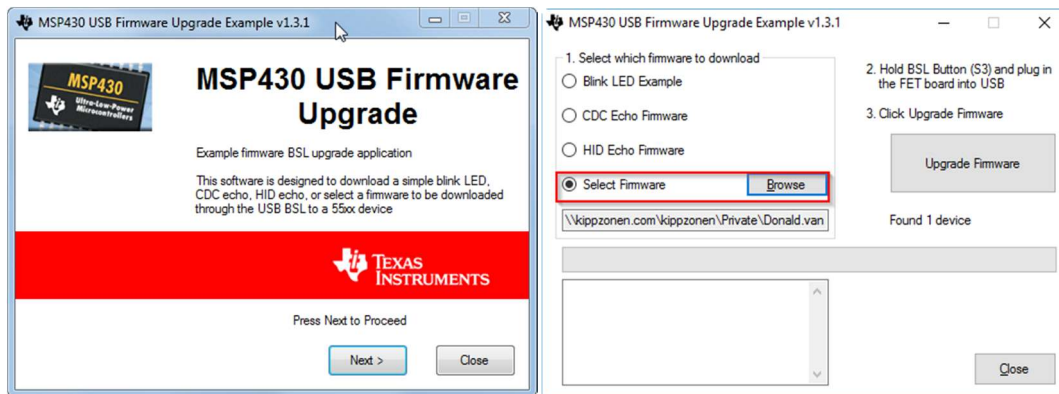 MSP430 USB Firmware Upgrade Example v1.3.1
MSP430
Ultra-Low-Power
Microcontrollers
MSP430 USB Firmware
Upgrade
Example firmware BSL upgrade application
This software is designed to download a simple blink LED,
CDC echo, HID echo, or select a firmware to be downloaded
through the USB BSL to a 55xx device
TEXAS
INSTRUMENTS
Press Next to Proceed
Next >
Close
MSP430 USB Firmware Upgrade Example v1.3.1
1. Select which firmware to download
Blink LED Example
CDC Echo Firmware
HID Echo Firmware
Select Firmware
Browse
\\kippzonen.com\kippzonen\Private\Donald.van
2. Hold BSL Button (S3) and plug in
the FET board into USB
3. Click Upgrade Firmware
Upgrade Firmware
Found 1 device
Close